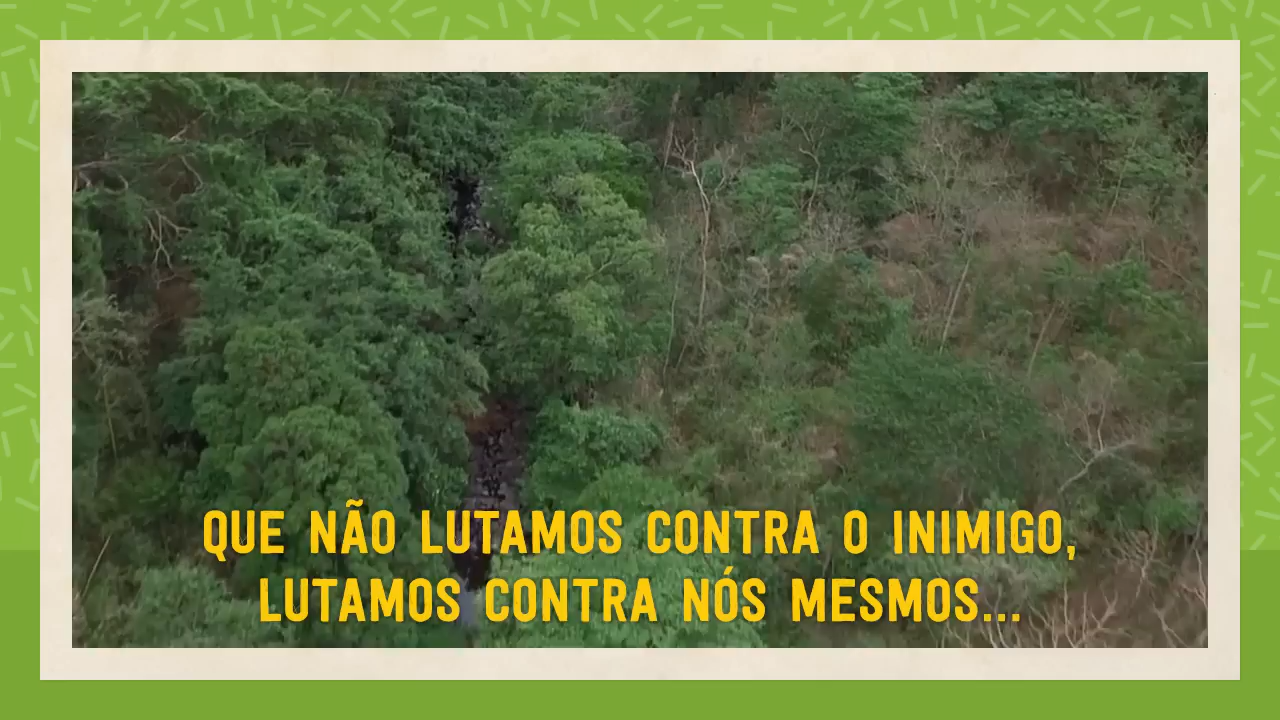 QUE NÃO LUTAMOS CONTRA O INIMIGO,
LUTAMOS CONTRA NÓS MESMOS...